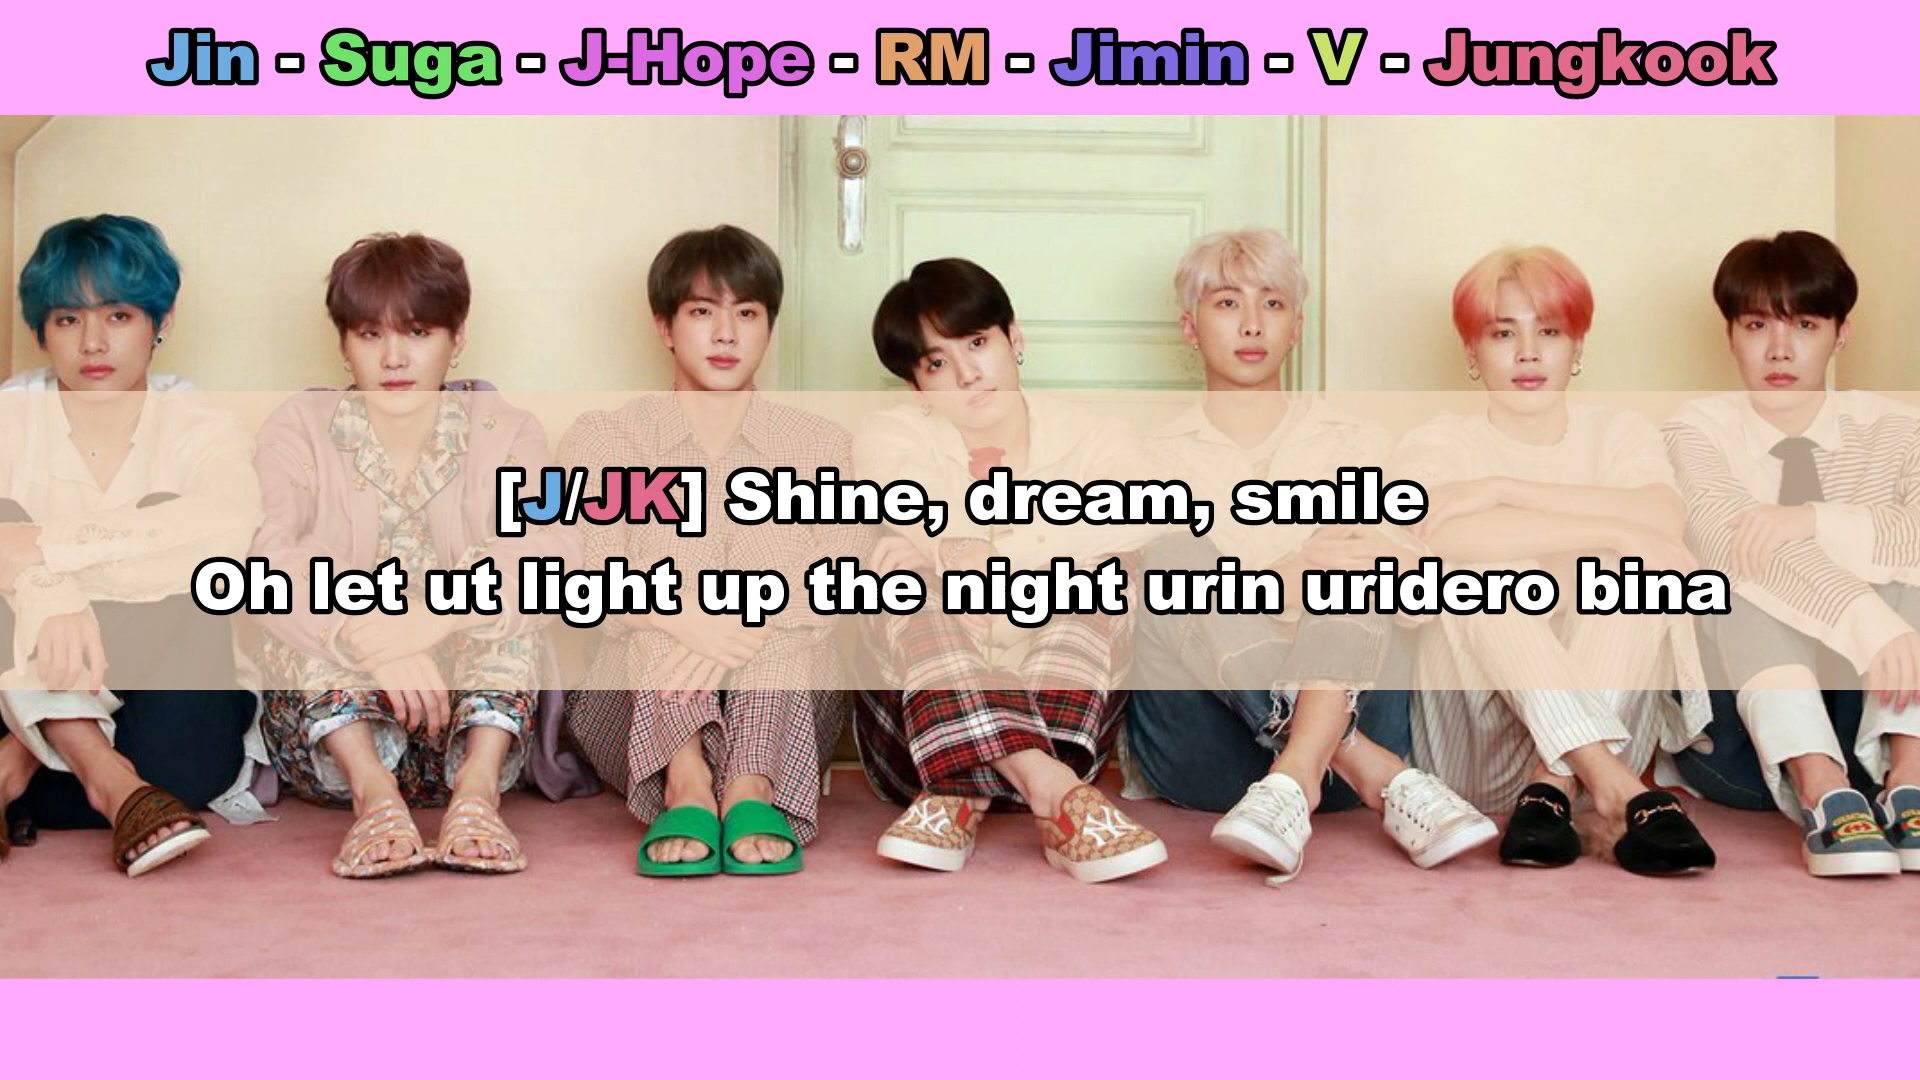 Jin - Suga - J-Hope - RM - Jimin - V - Jungkook
[J/JK] Shine, dream, smile
Oh let ut light up the night urin uridero bina